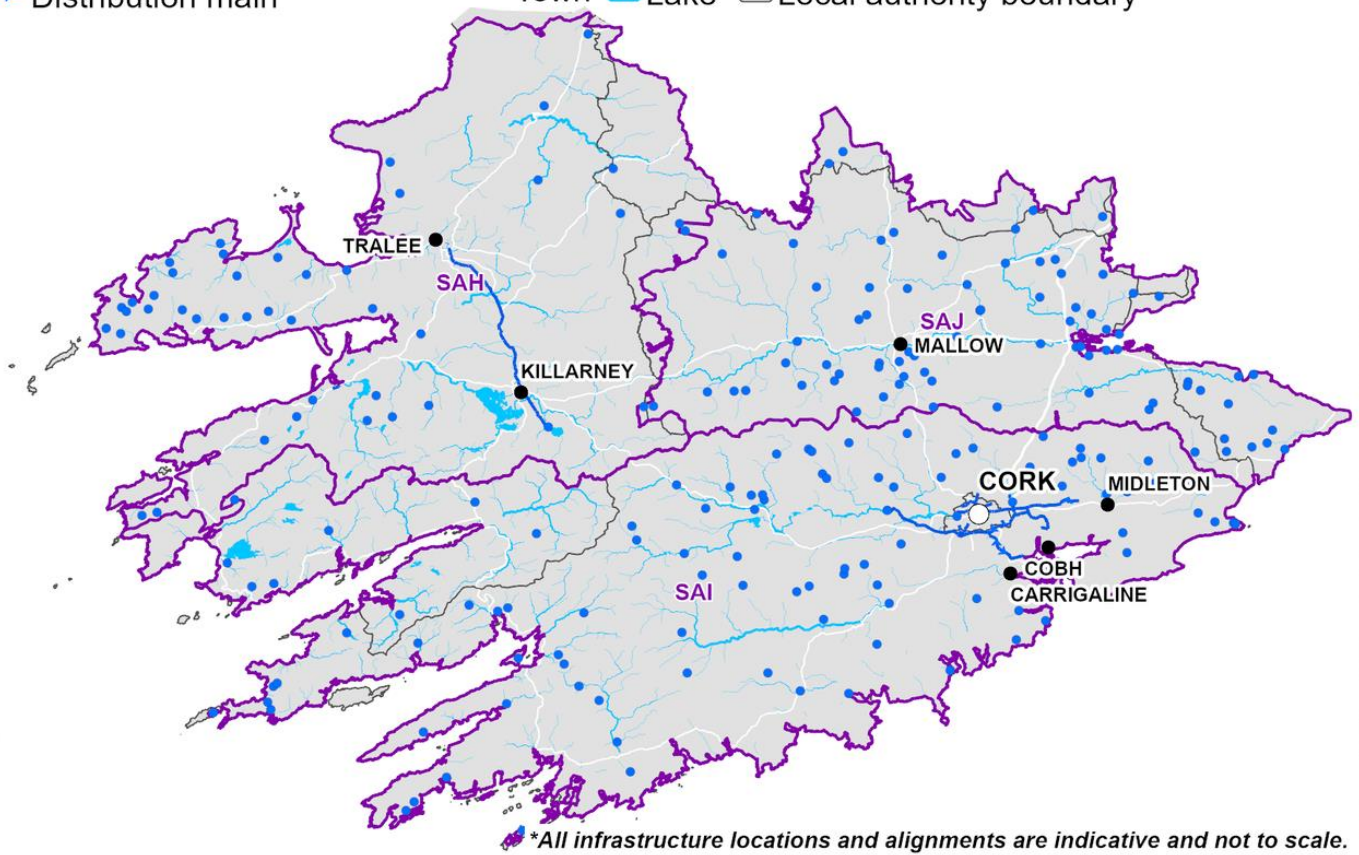 Distribution main
Town Lake Local authority boundary
TRALEE
SAH
SAJ
MALLOW
KILLARNEY
CORK
MIDLETON
COBH
SAI
CARRIGALINE
*All infrastructure locations and alignments are indicative and not to scale.